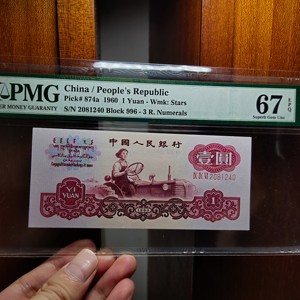 PMG
PAPER MONEY GUARANTY
China / People's Republic
Pick# 874a 1960 1 Yuan - Wmk: Stars
S/N 2081240 Block 996 - 3 R. Numerals
67 EPQ
Superb Gem Unc
中国人民银行
壹圆
2081240
YI YUAN
1
1960